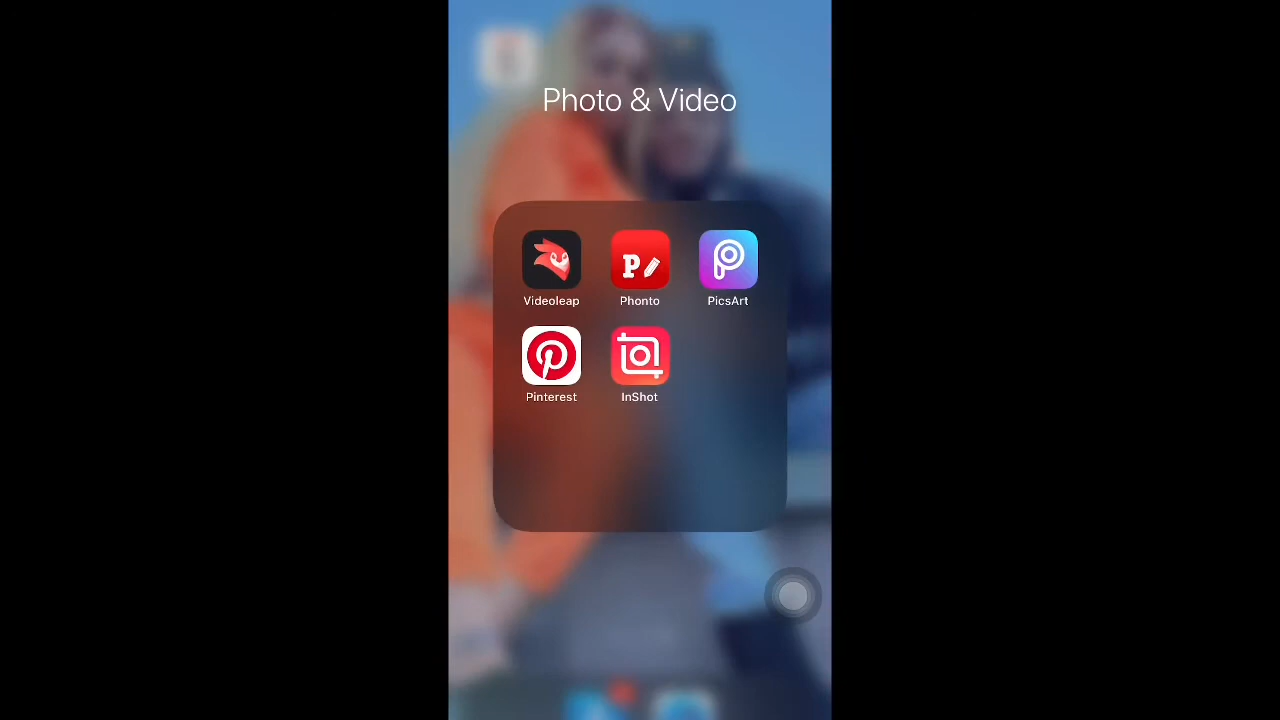 Photo & Video
Videoleap
Phonto
PicsArt
Pinterest
InShot